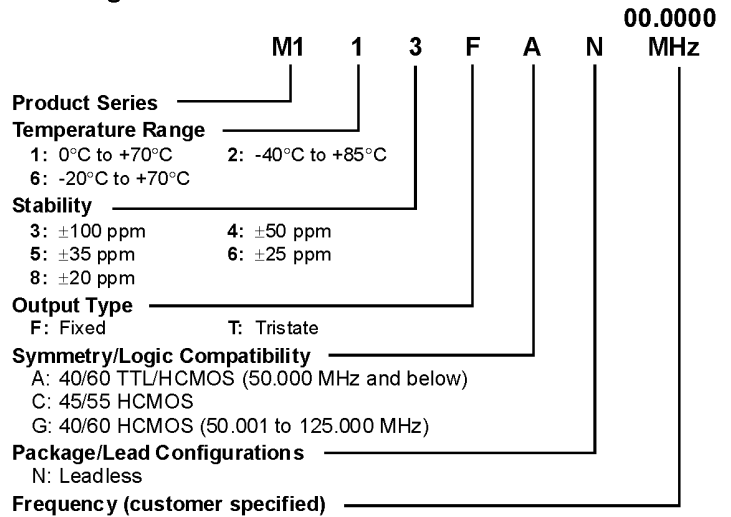 00.0000
M1 1 3 F A N MHz
Product Series
Temperature Range
1: 0°C to +70°C 2: -40°C to +85°C
6: -20°C to +70°C
Stability
3: ±100 ppm 4: ±50 ppm
5: ±35 ppm 6: ±25 ppm
8: ±20 ppm
Output Type
F: Fixed T: Tristate
Symmetry/Logic Compatibility
A: 40/60 TTL/HCMOS (50.000 MHz and below)
C: 45/55 HCMOS
G: 40/60 HCMOS (50.001 to 125.000 MHz)
Package/Lead Configurations
N: Leadless
Frequency (customer specified)